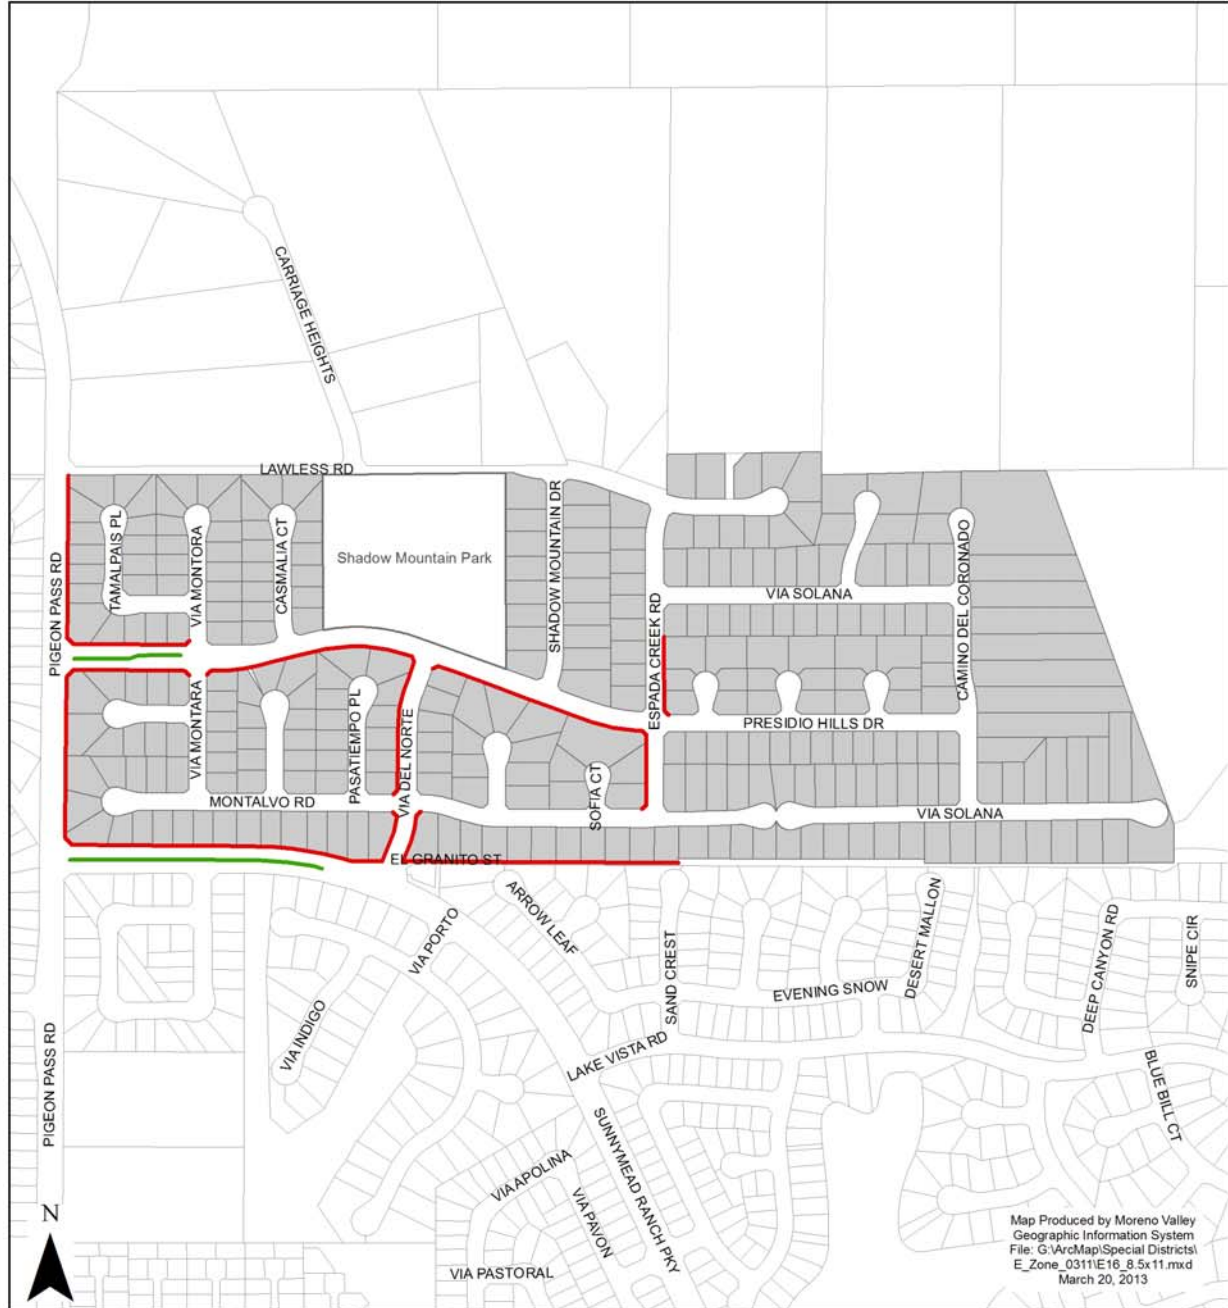 CARRIAGE HEIGHTS
LAWLESS RD
PIGEON PASS RD
TAMALPAIS PL
VIA MONTORA
CASMALIA CT
Shadow Mountain Park
SHADOW MOUNTAIN DR
ESPADA CREEK RD
VIA SOLANA
CAMINO DEL CORONADO
VIA MONTARA
PASATIEMPO PL
VIA DEL NORTE
PRESIDIO HILLS DR
MONTALVO RD
SOFIA CT
VIA SOLANA
EL GRANITO ST
ARROW LEAF
VIA PORTO
SAND CREST
DESERT MALLON
EVENING SNOW
DEEP CANYON RD
SNIPE CIR
VIA INDIGO
PIGEON PASS RD
LAKE VISTA RD
BLUE BILL CT
SUNNYMEAD RANCH PKY
VIA APOLINA
VIA PAVON
VIA PASTORAL
N
Map Produced by Moreno Valley
Geographic Information System
File: G:\ArcMap\Special Districts\
E_Zone_0311\E16_8.5x11.mxd
March 20, 2013